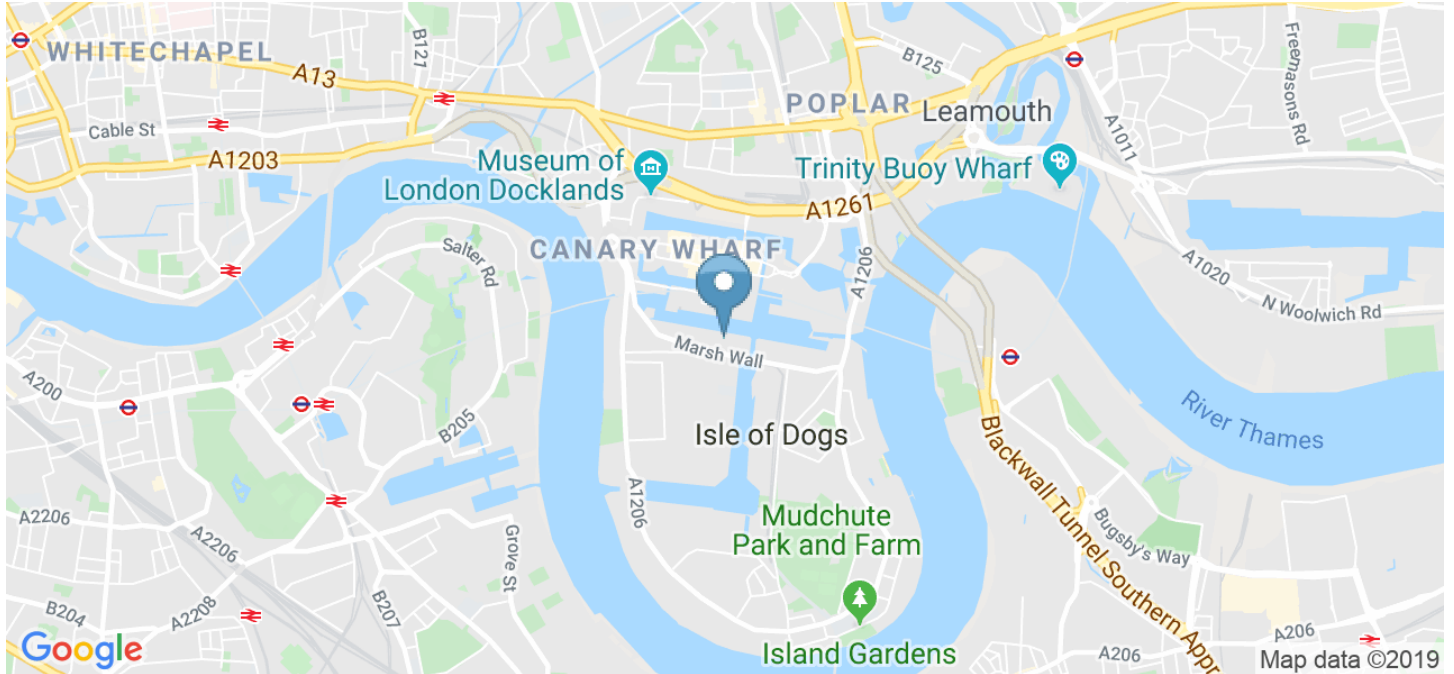 WHITECHAPEL
A13
B121
B125
Freemasons Rd
POPLAR
Leamouth
Cable St
A1203
Museum of
London Docklands
Trinity Buoy Wharf
A1011
A1261
CANARY WHARF
Salter Rd
A1206
A1020
N Woolwich Rd
Marsh Wall
A200
B205
Isle of Dogs
River Thames
Blackwall Tunnel Southern Appr
A2206
A2206
A1206
Grove St
Mudchute
Park and Farm
Bugsby's Way
B204
A2208
B207
Island Gardens
A206
A206
Google
Map data ©2019